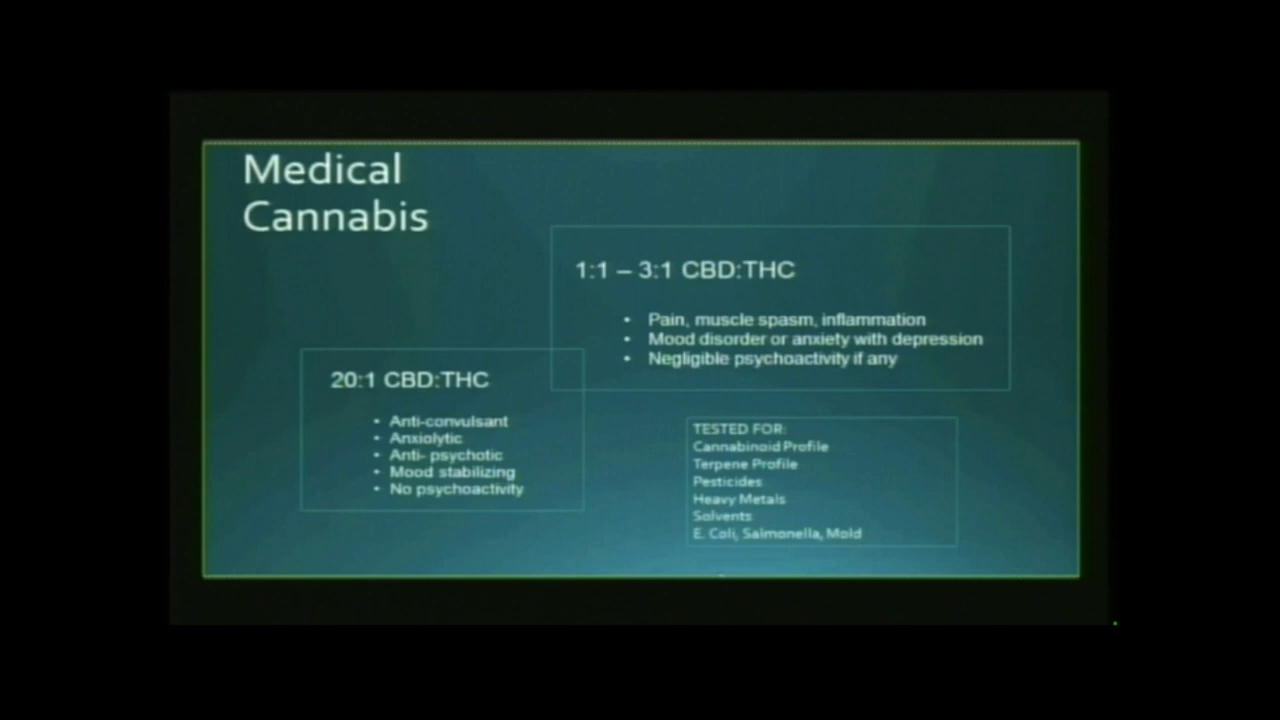 Medical
Cannabis
1:1 – 3:1 CBD:THC
• Pain, muscle spasm, inflammation
• Mood disorder or anxiety with depression
• Negligible psychoactivity if any
20:1 CBD:THC
• Anti-convulsant
• Anxiolytic
• Anti- psychotic
• Mood stabilizing
• No psychoactivity
TESTED FOR:
Cannabinoid Profile
Terpene Profile
Pesticides
Heavy Metals
Solvents
E. Coli, Salmonella, Mold